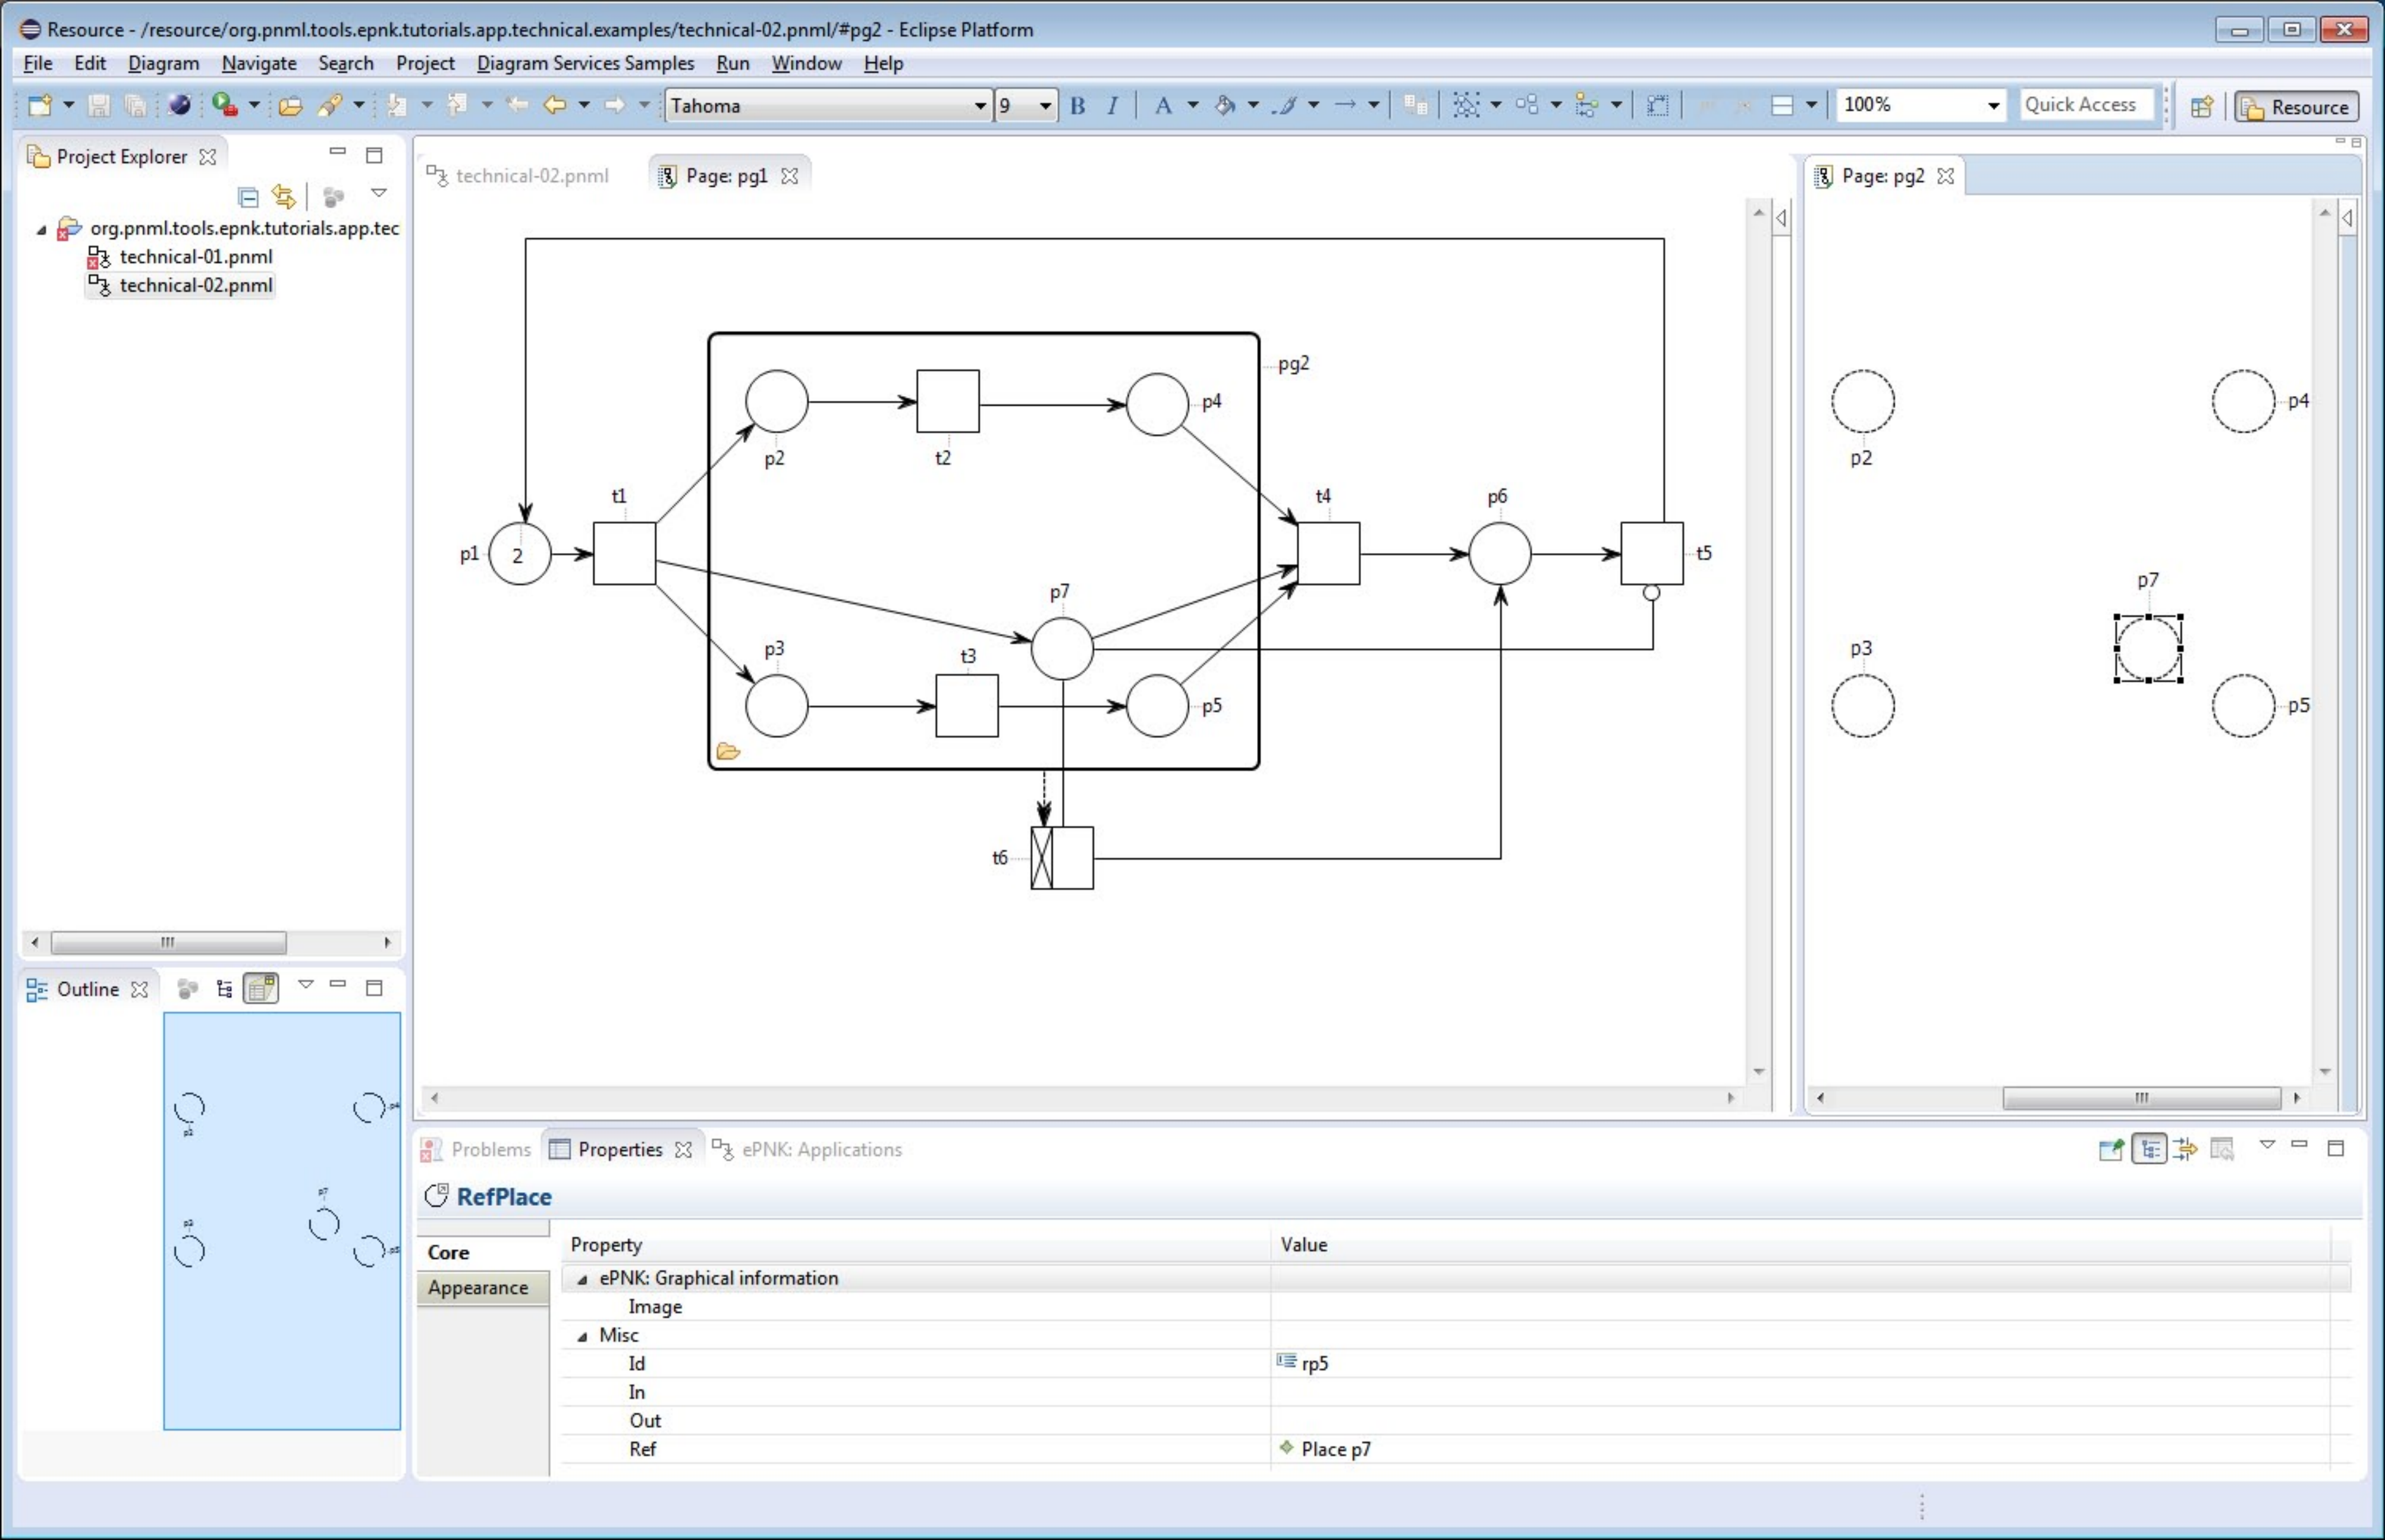 Resource - /resource/org.pnml.tools.epnk.tutorials.app.technical.examples/technical-02.pnml/#pg2 - Eclipse Platform
File Edit Diagram Navigate Search Project Diagram Services Samples Run Window Help
Tahoma 9 B I A 100% Quick Access Resource
Project Explorer
org.pnml.tools.epnk.tutorials.app.tec
technical-01.pnml
technical-02.pnml
technical-02.pnml Page: pg1
pg2
p4
p2 t2
t1 t4 p6
p1 2 t5
p7
p3 t3
p5
t6
Page: pg2
p4
p2
p7
p3
p5
Outline
p2
p4
p7
p3
p5
Problems Properties ePNK: Applications
RefPlace
Core
Appearance
Property Value
ePNK: Graphical information
Image
Misc
Id rp5
In
Out
Ref Place p7